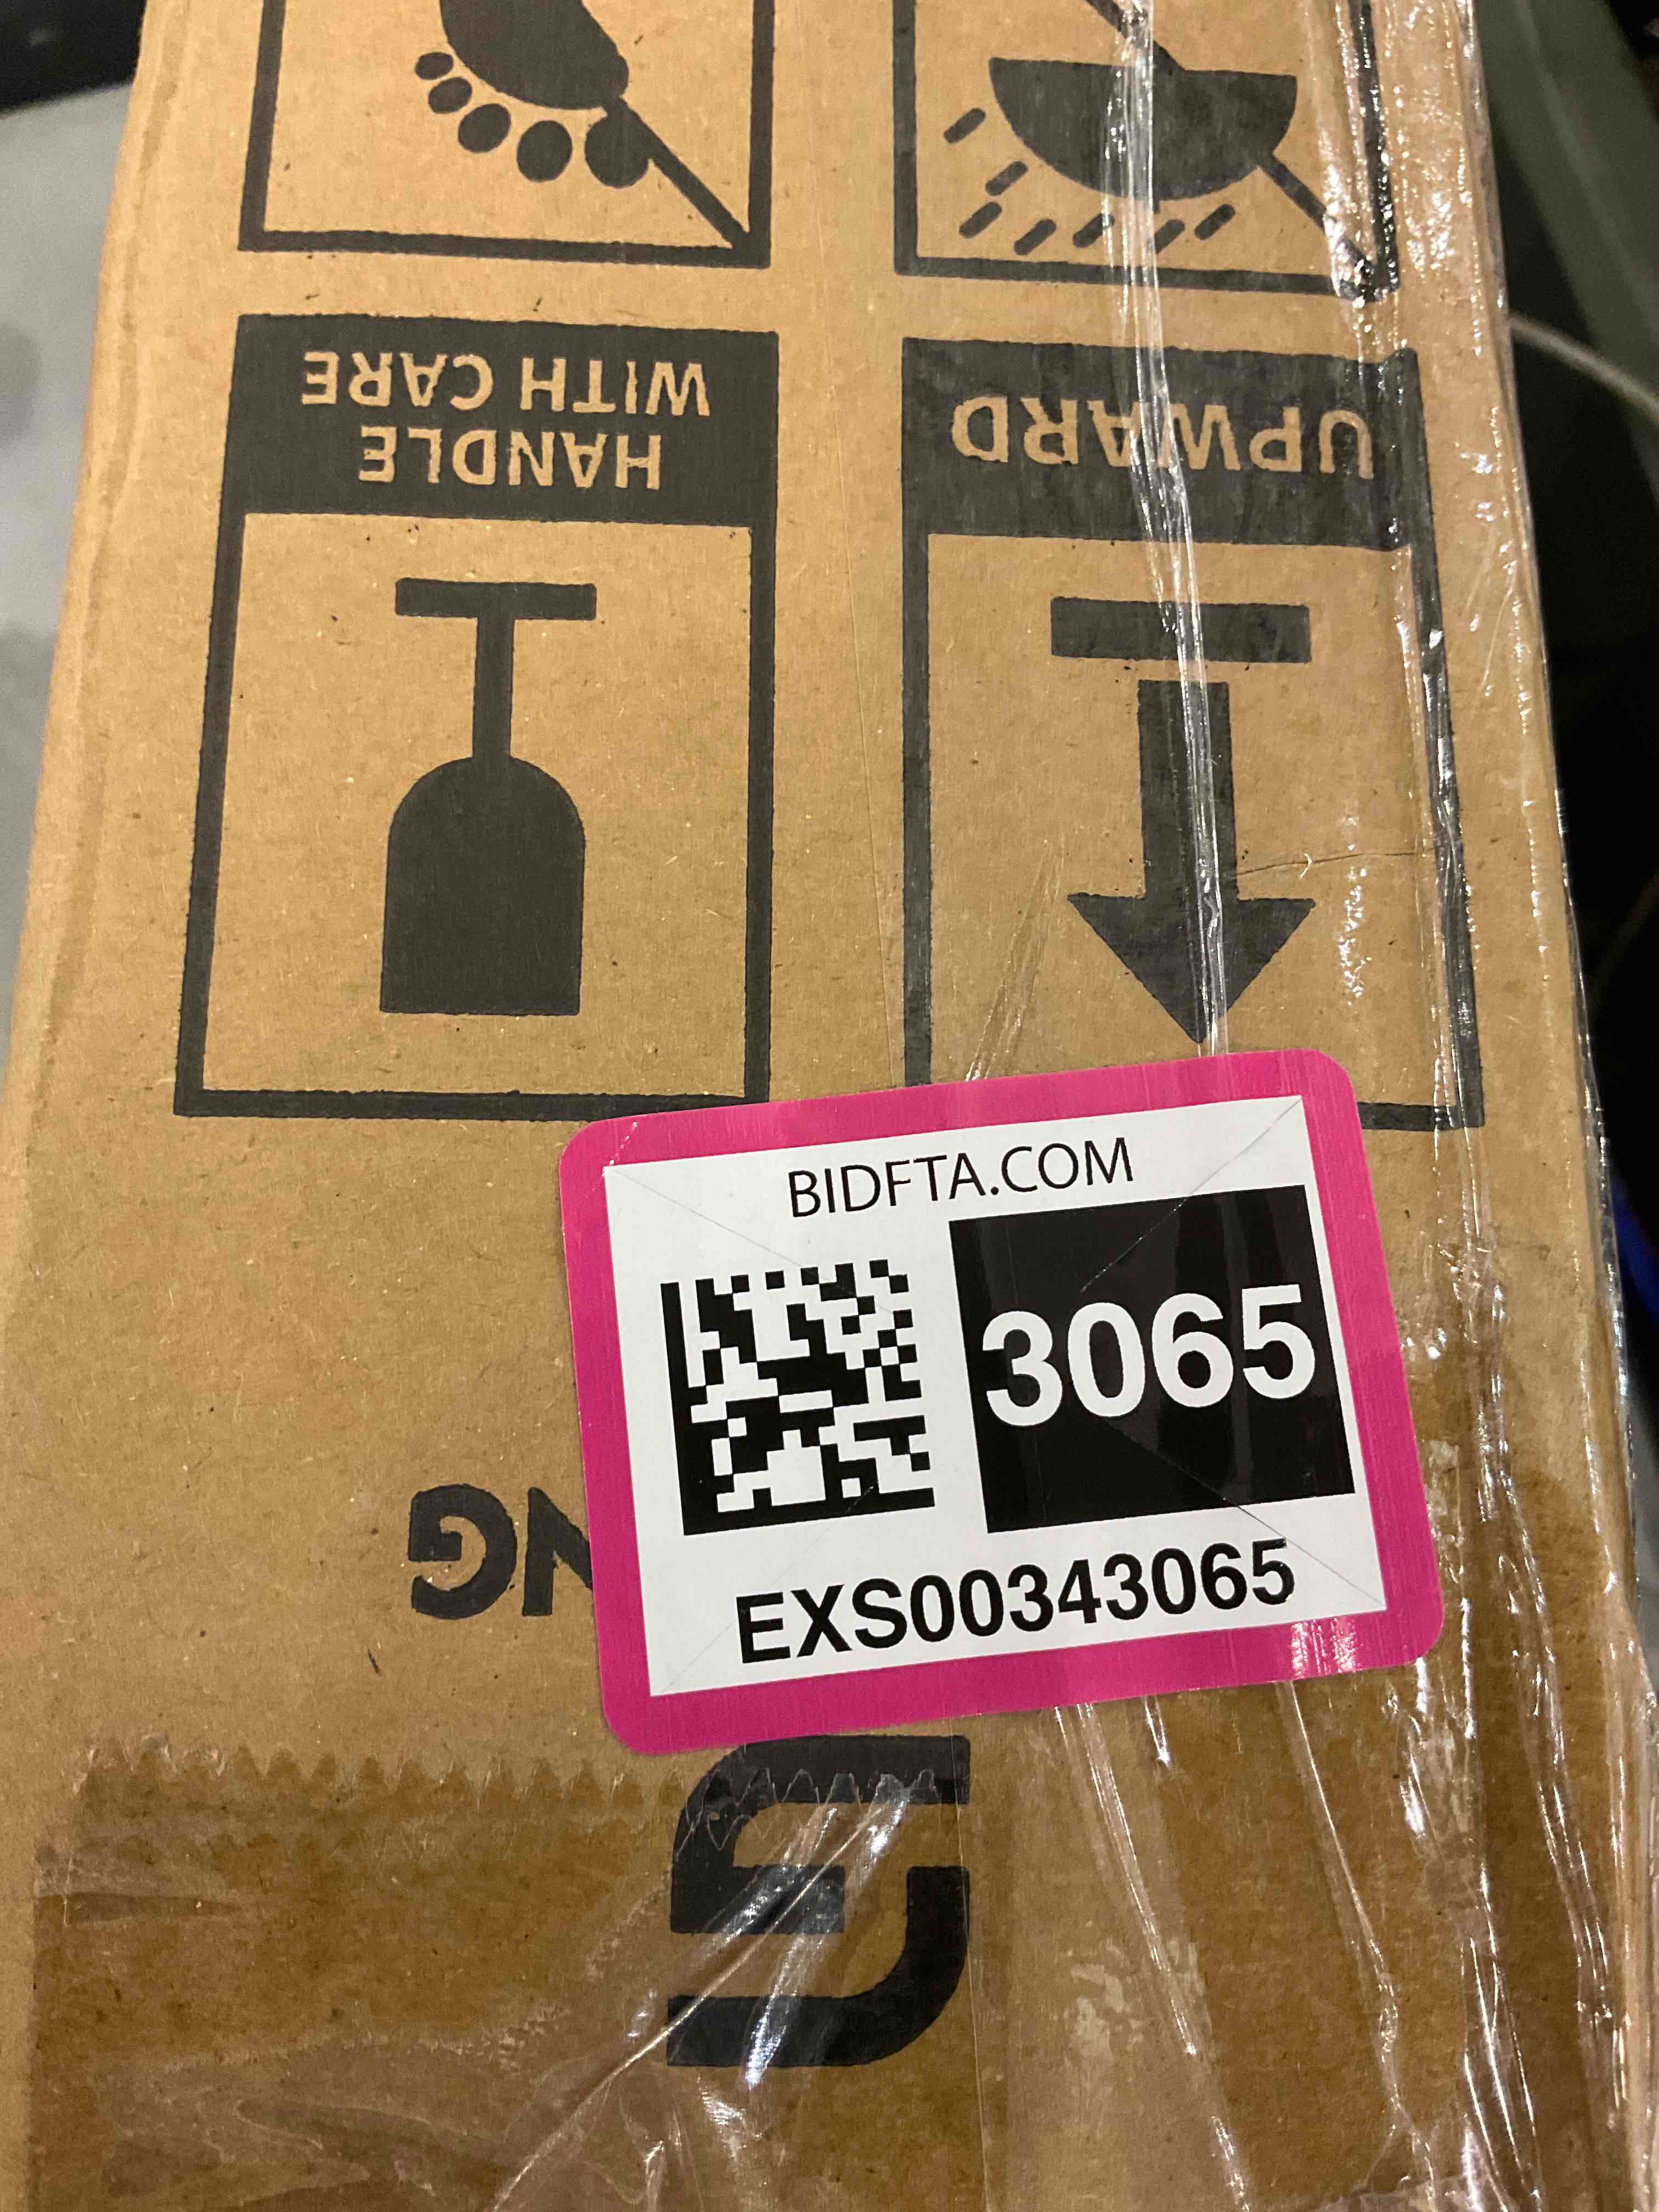 HANDLE
WITH CARE
UPWARD
BIDFTA.COM
3065
EXS00343065